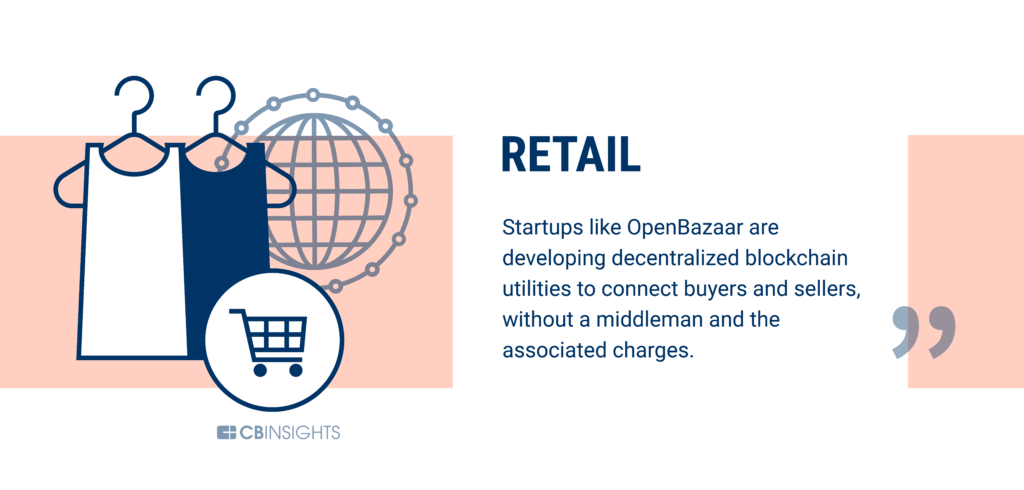 RETAIL
Startups like OpenBazaar are
developing decentralized blockchain
utilities to connect buyers and sellers,
without a middleman and the
associated charges.
”
CBINSIGHTS